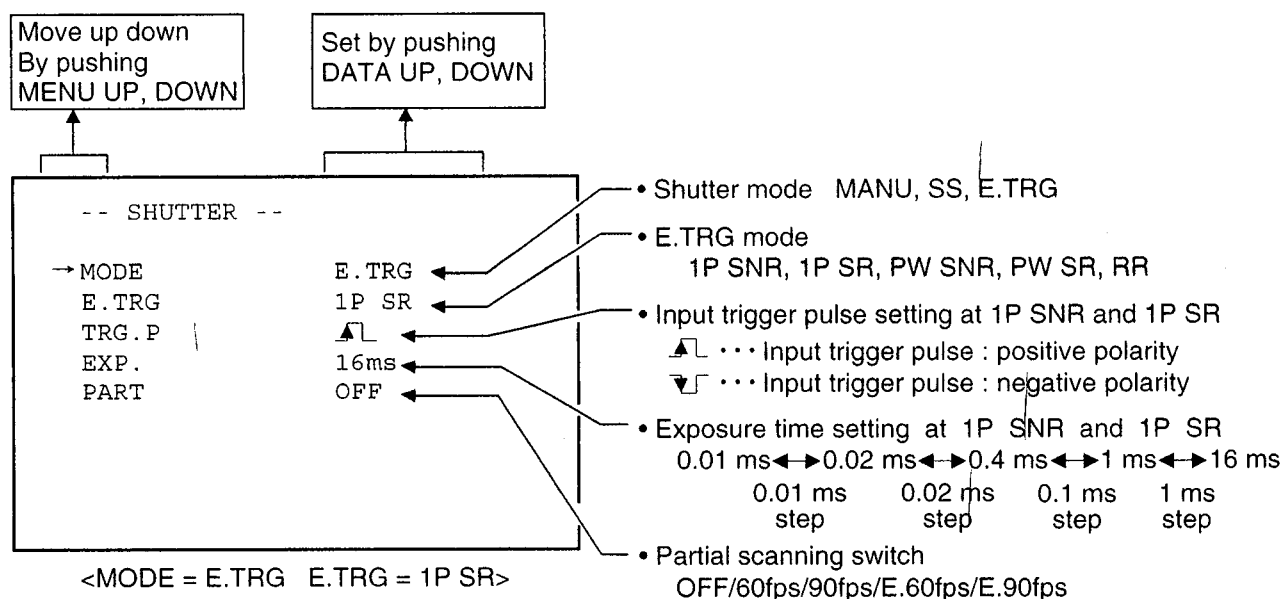 Move up down
By pushing
MENU UP, DOWN
Set by pushing
DATA UP, DOWN
-- SHUTTER --
→MODE E.TRG
E.TRG 1P SR
TRG.P
EXP. 16ms
PART OFF
<MODE = E.TRG E.TRG = 1P SR>
• Shutter mode MANU, SS, E.TRG
• E.TRG mode
1P SNR, 1P SR, PW SNR, PW SR, RR
• Input trigger pulse setting at 1P SNR and 1P SR
··· Input trigger pulse : positive polarity
··· Input trigger pulse : negative polarity
• Exposure time setting at 1P SNR and 1P SR
0.01 ms↔0.02 ms↔0.4 ms↔1 ms↔16 ms
0.01 ms 0.02 ms 0.1 ms 1 ms
step step step step
• Partial scanning switch
OFF/60fps/90fps/E.60fps/E.90fps